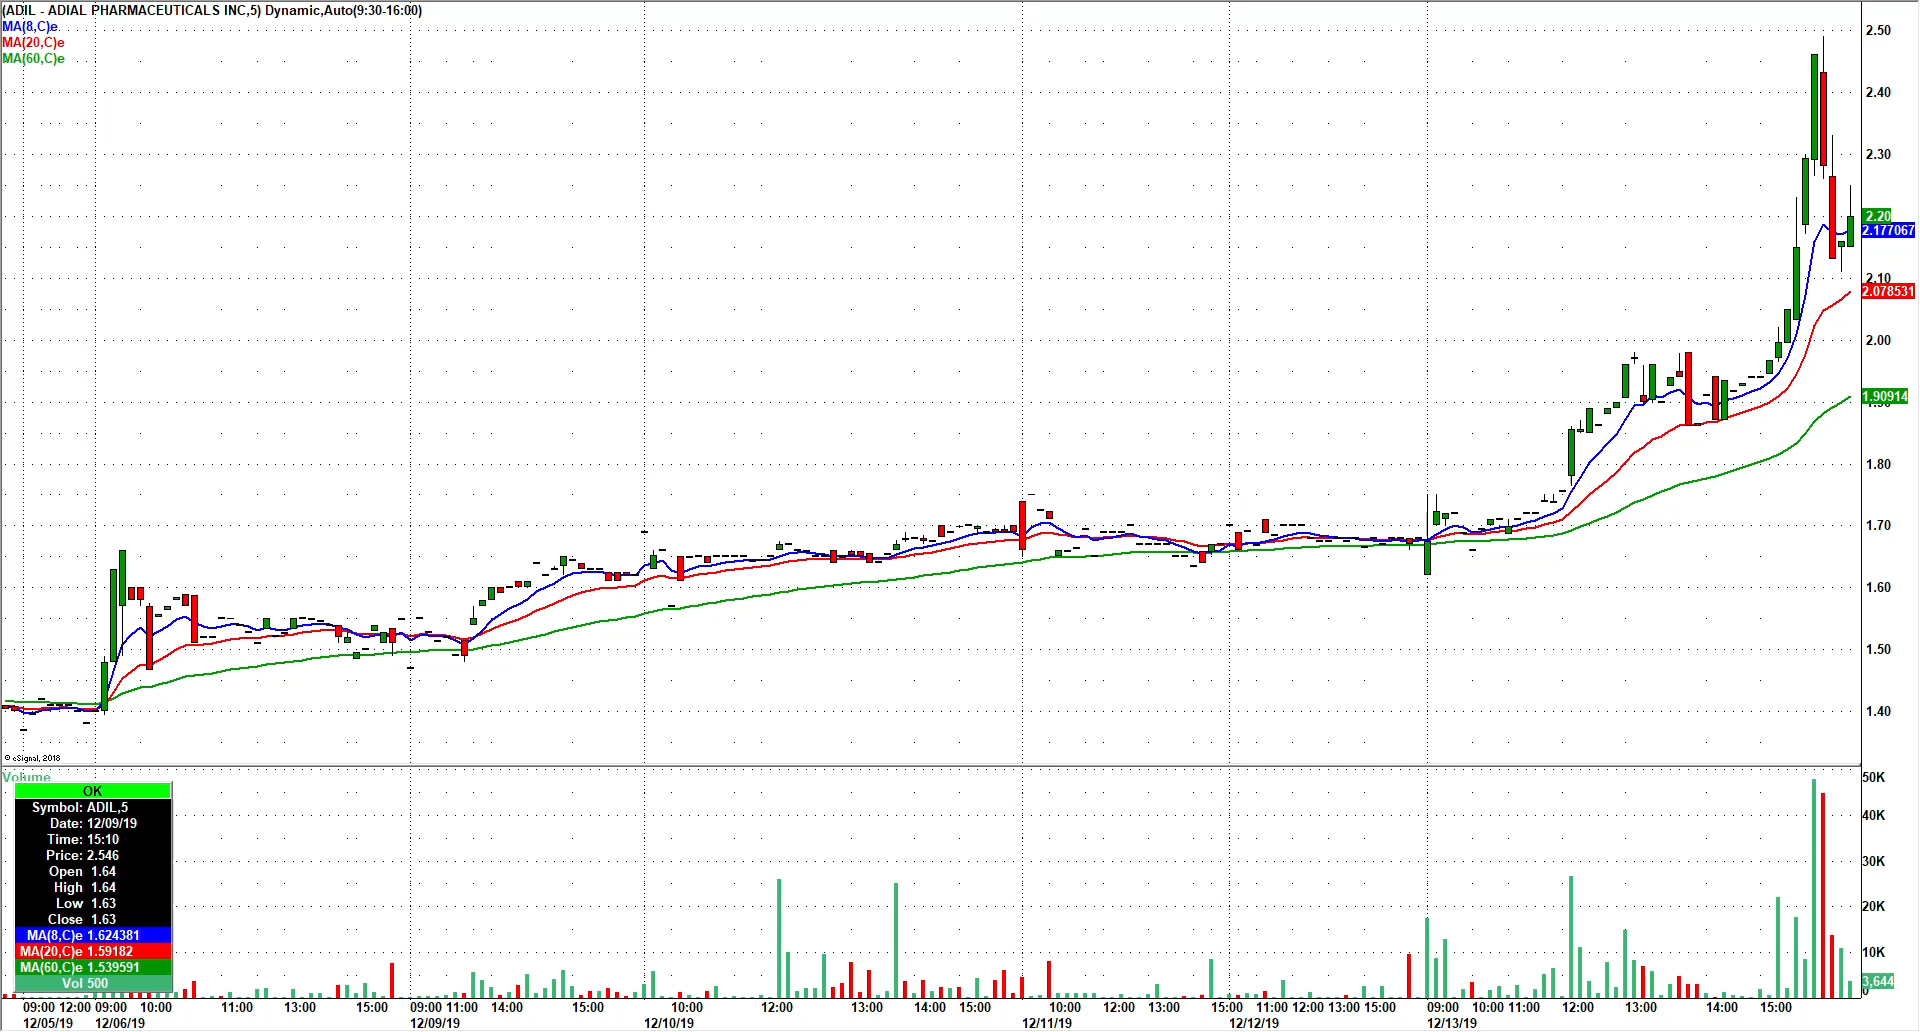 (ADIL - ADIAL PHARMACEUTICALS INC,5) Dynamic,Auto(9:30-16:00)
MA(8,C)e
MA(20,C)e
MA(60,C)e
2.50
2.40
2.30
2.20
2.177067
2.10
2.078531
2.00
1.90914
1.90
1.80
1.70
1.60
1.50
1.40
© eSignal, 2018
Volume
50K
40K
30K
20K
10K
3,644
0
OK
Symbol: ADIL,5
Date: 12/09/19
Time: 15:10
Price: 2.546
Open 1.64
High 1.64
Low 1.63
Close 1.63
MA(8,C)e 1.624381
MA(20,C)e 1.59182
MA(60,C)e 1.539591
Vol 500
09:00 12:00 09:00 10:00 11:00 13:00 15:00 09:00 11:00 14:00 15:00 10:00 12:00 13:00 14:00 15:00 10:00 12:00 13:00 15:00 11:00 12:00 13:00 15:00 09:00 10:00 11:00 12:00 13:00 14:00 15:00
12/05/19 12/06/19 12/09/19 12/10/19 12/11/19 12/12/19 12/13/19